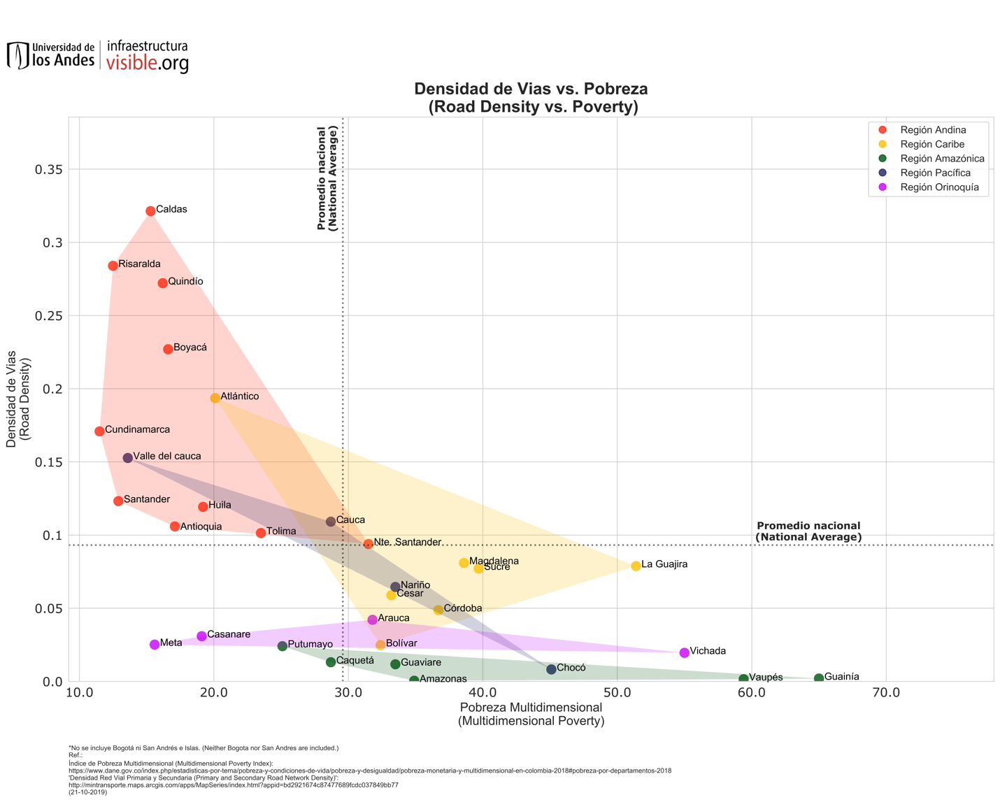 Universidad de
los Andes
infraestructura
visible.org
Densidad de Vias vs. Pobreza
(Road Density vs. Poverty)
Promedio nacional
(National Average)
Región Andina
Región Caribe
Región Amazónica
Región Pacífica
Región Orinoquía
0.35
Caldas
0.3
Risaralda
Quindío
0.25
Boyacá
0.2
Atlántico
Cundinamarca
Valle del cauca
0.15
Santander
Huila
Cauca
Antioquia
Tolima
Promedio nacional
(National Average)
0.1
Nte. Santander
Magdalena
Sucre
La Guajira
Nariño
Cesar
0.05
Córdoba
Arauca
Casanare
Meta
Putumayo
Bolívar
Vichada
Caquetá
Guaviare
Chocó
Amazonas
Vaupés
Guainía
0.0
Densidad de Vias
(Road Density)
10.0 20.0 30.0 40.0 50.0 60.0 70.0
Pobreza Multidimensional
(Multidimensional Poverty)
*No se incluye Bogotá ni San Andrés e Islas. (Neither Bogota nor San Andres are included.)
Ref.:
Índice de Pobreza Multidimensional (Multidimensional Poverty Index):
https://www.dane.gov.co/index.php/estadisticas-por-tema/pobreza-y-condiciones-de-vida/pobreza-y-desigualdad/pobreza-monetaria-y-multidimensional-en-colombia-2018#pobreza-por-departamentos-2018
'Densidad Red Vial Primaria y Secundaria (Primary and Secondary Road Network Density)':
http://mintransporte.maps.arcgis.com/apps/MapSeries/index.html?appid=bd2921674c87477689fcdc037849bb77
(21-10-2019)